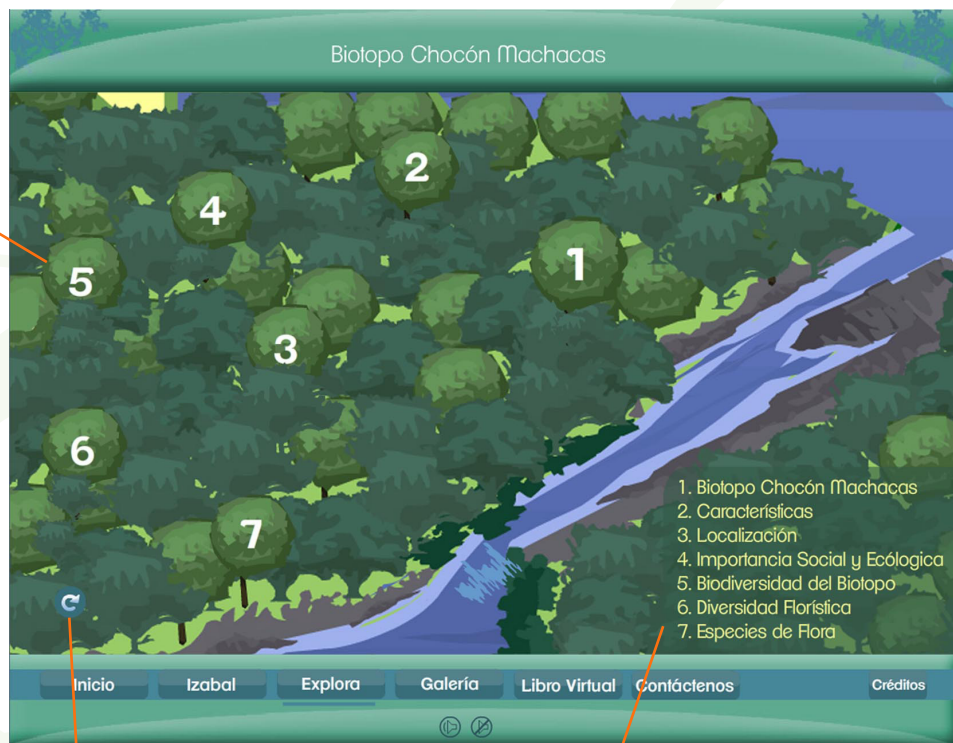 Biotopo Chocón Machacas
2
4
1
5
3
6
7
1. Biotopo Chocón Machacas
2. Características
3. Localización
4. Importancia Social y Ecólogica
5. Biodiversidad del Biotopo
6. Diversidad Florística
7. Especies de Flora
Inicio Izabal Explora Galería Libro Virtual Contáctenos Créditos